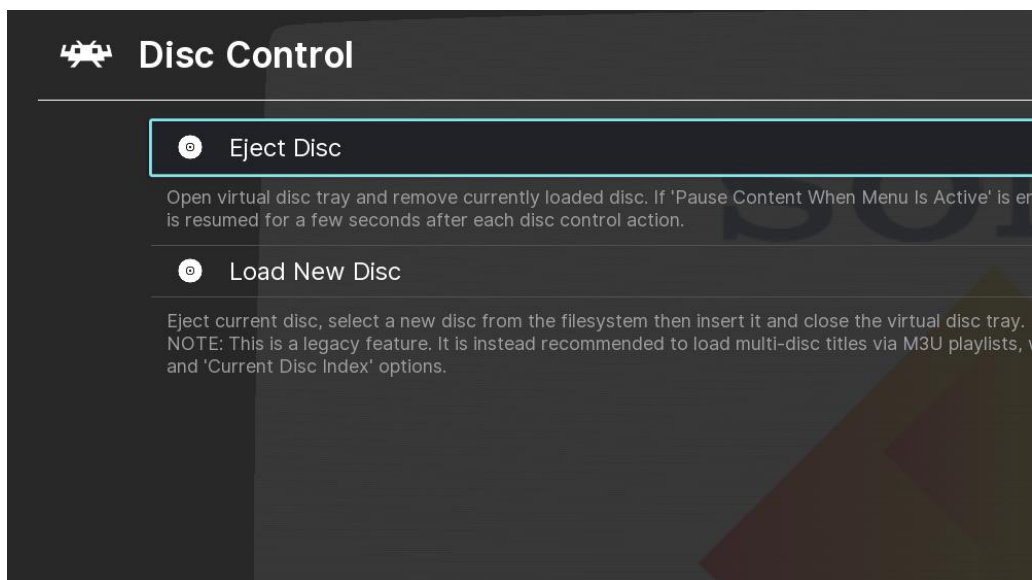 Disc Control
Eject Disc
Open virtual disc tray and remove currently loaded disc. If 'Pause Content When Menu Is Active' is
is resumed for a few seconds after each disc control action.
Load New Disc
Eject current disc, select a new disc from the filesystem then insert it and close the virtual disc tray.
NOTE: This is a legacy feature. It is instead recommended to load multi-disc titles via M3U playlists,
and 'Current Disc Index' options.